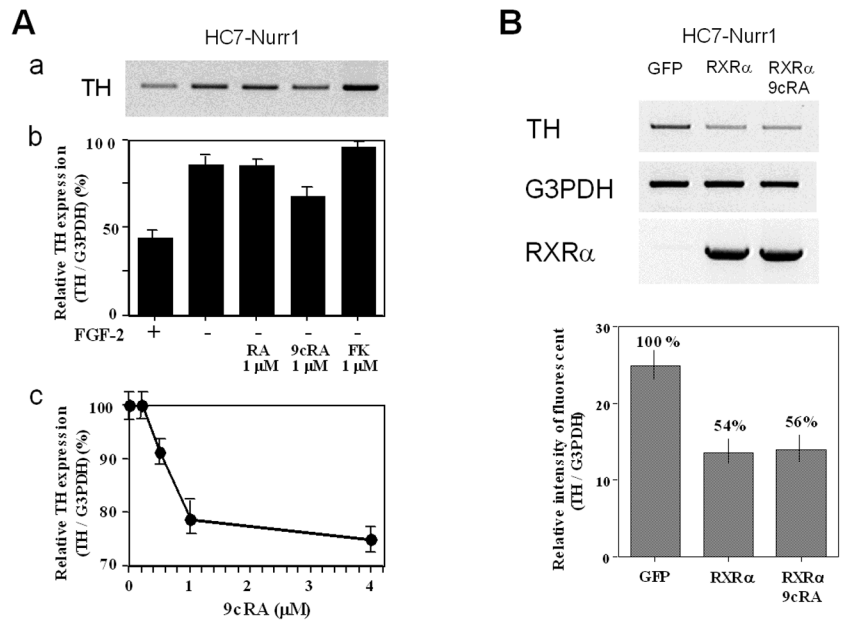 A
HC7-Nurr1
a
TH
b
Relative TH expression
(TH / G3PDH) (%)
100
50
0
FGF-2 + - - - -
RA 9cRA FK
1 μM 1 μM 1 μM
c
Relative TH expression
(TH / G3PDH) (%)
100
90
80
70
0 1 2 3 4
9cRA (μM)
B
HC7-Nurr1
GFP RXRα RXRα
9cRA
TH
G3PDH
RXRα
Relative intensity of fluorescent
(TH / G3PDH)
30
20
10
0
100 %
54%
56%
GFP RXRα RXRα
9cRA